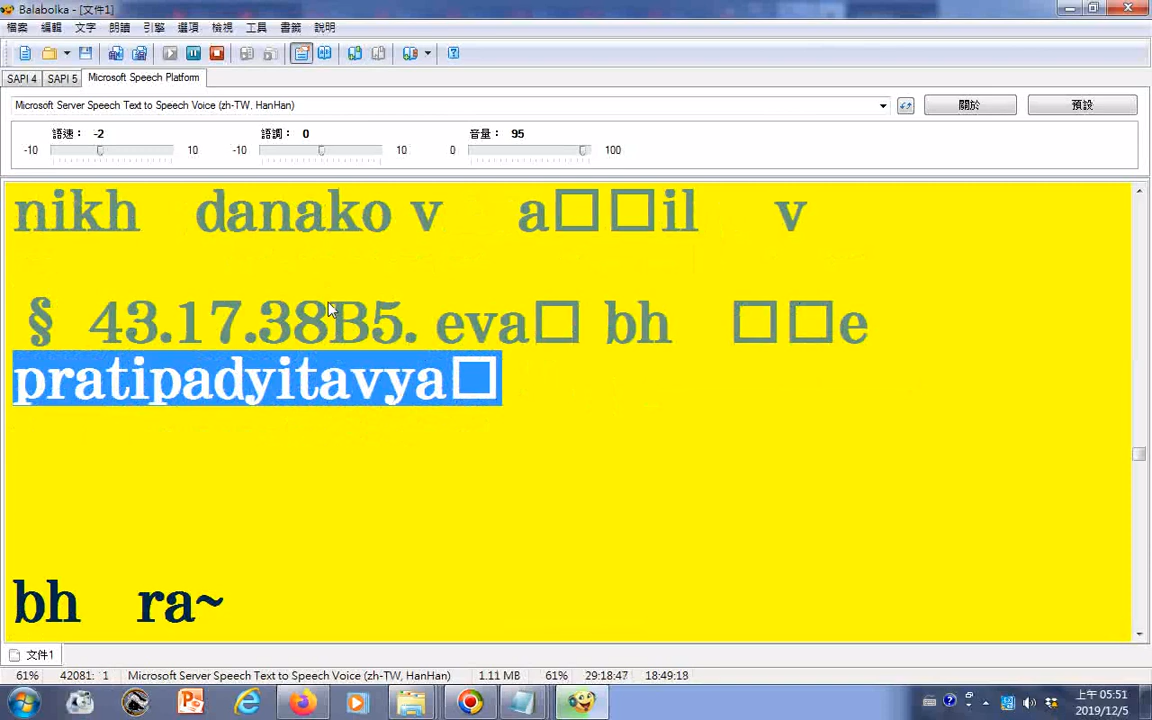 Balabolka - [文件1]
檔案 編輯 文字 朗讀 引擎 選項 檢視 工具 書籤 說明
SAPI 4 SAPI 5 Microsoft Speech Platform
Microsoft Server Speech Text to Speech Voice (zh-TW, HanHan) 關於 預設
語速： -2 語調： 0 音量： 95
-10 10 -10 10 0 100
nikh danako v a□□il v
§ 43.17.38B5. eva□ bh □□e
pratipadyitavya□
bh ra~
文件1
61% 42081: 1 Microsoft Server Speech Text to Speech Voice (zh-TW, HanHan) 1.11 MB 61% 29:18:47 18:49:18
上午 05:51
2019/12/5